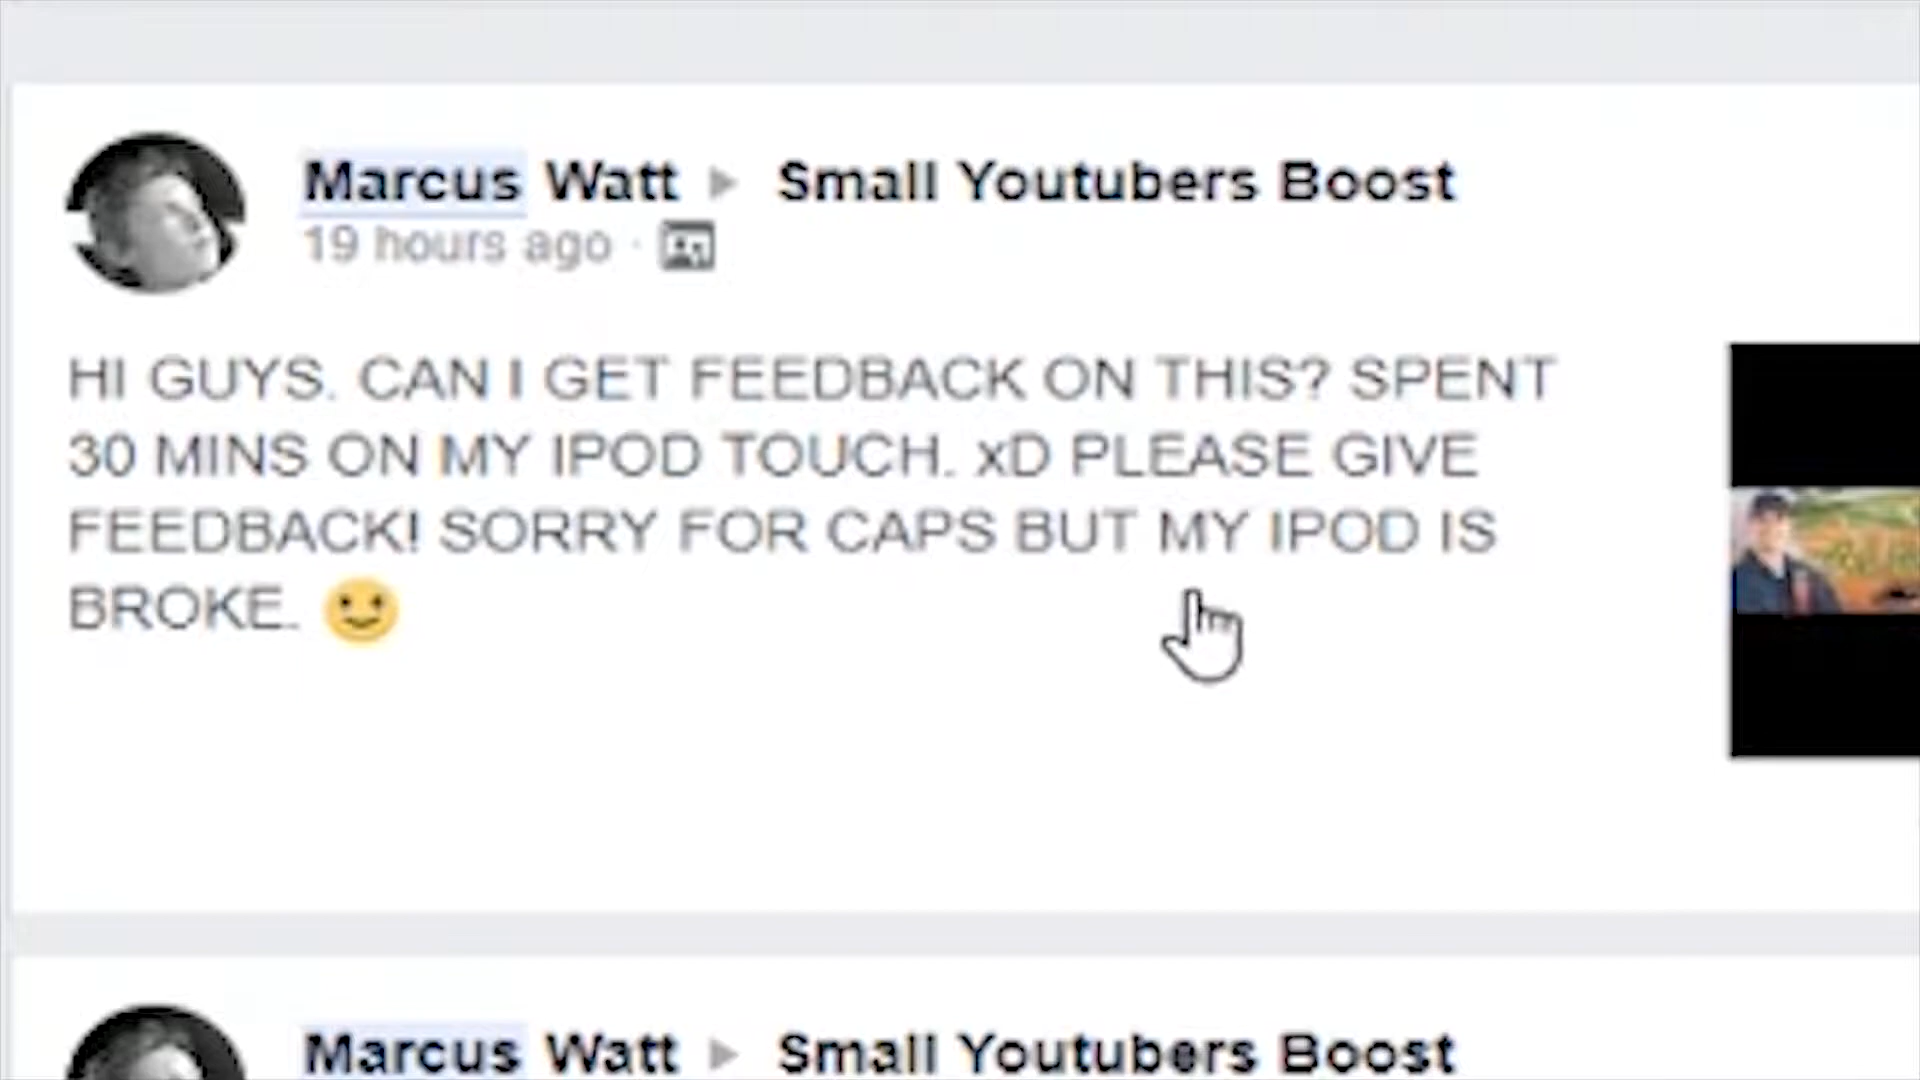 Marcus Watt ▶ Small Youtubers Boost
19 hours ago ·
HI GUYS. CAN I GET FEEDBACK ON THIS? SPENT
30 MINS ON MY IPOD TOUCH. xD PLEASE GIVE
FEEDBACK! SORRY FOR CAPS BUT MY IPOD IS
BROKE. 🙂
Marcus Watt ▶ Small Youtubers Boost